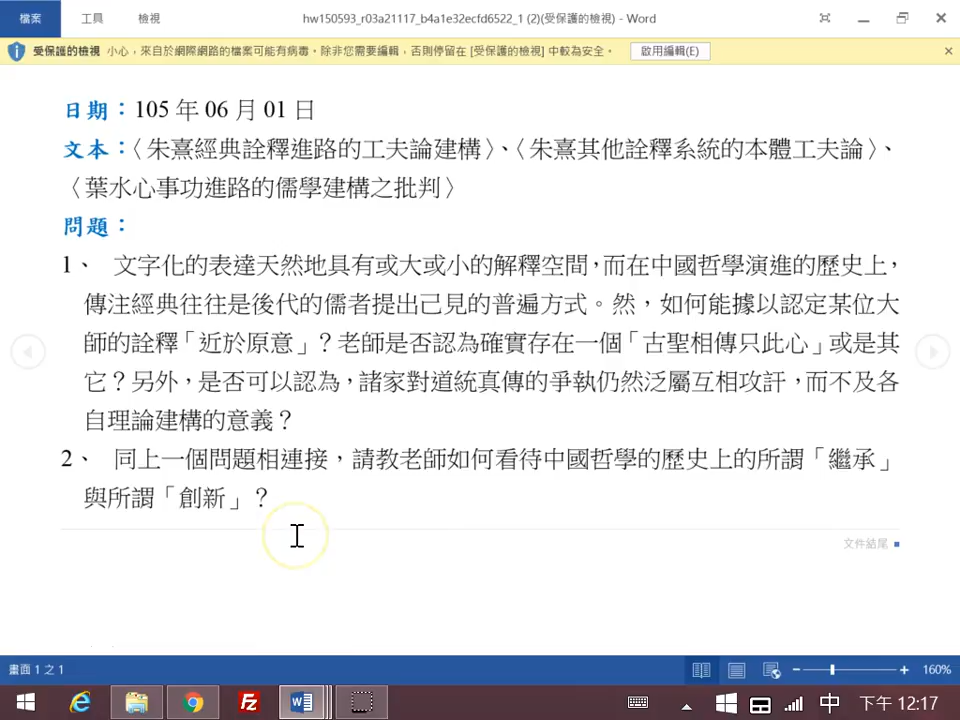 檔案 工具 檢視 hw150593_r03a21117_b4a1e32ecfd6522_1 (2)(受保護的檢視) - Word
受保護的檢視 小心，來自於網際網路的檔案可能有病毒。除非您需要編輯，否則停留在 [受保護的檢視] 中較為安全。 啟用編輯(E)
日期：105 年 06 月 01 日
文本：〈朱熹經典詮釋進路的工夫論建構〉、〈朱熹其他詮釋系統的本體工夫論〉、
〈葉水心事功進路的儒學建構之批判〉
問題：
1、 文字化的表達天然地具有或大或小的解釋空間，而在中國哲學演進的歷史上，
傳注經典往往是後代的儒者提出己見的普遍方式。然，如何能據以認定某位大
師的詮釋「近於原意」？老師是否認為確實存在一個「古聖相傳只此心」或是其
它？另外，是否可以認為，諸家對道統真傳的爭執仍然泛屬互相攻訐，而不及各
自理論建構的意義？
2、 同上一個問題相連接，請教老師如何看待中國哲學的歷史上的所謂「繼承」
與所謂「創新」？
文件結尾
畫面 1 之 1 160%
中 下午 12:17